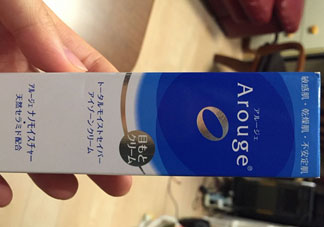 敏感肌・乾燥肌・不安定肌
アルージェ
Arouge®
目もと
クリーム
トータルモイストセイバー
アイゾーンクリーム
アルージェ ナノモイスチャー
+
天然セラミド配合